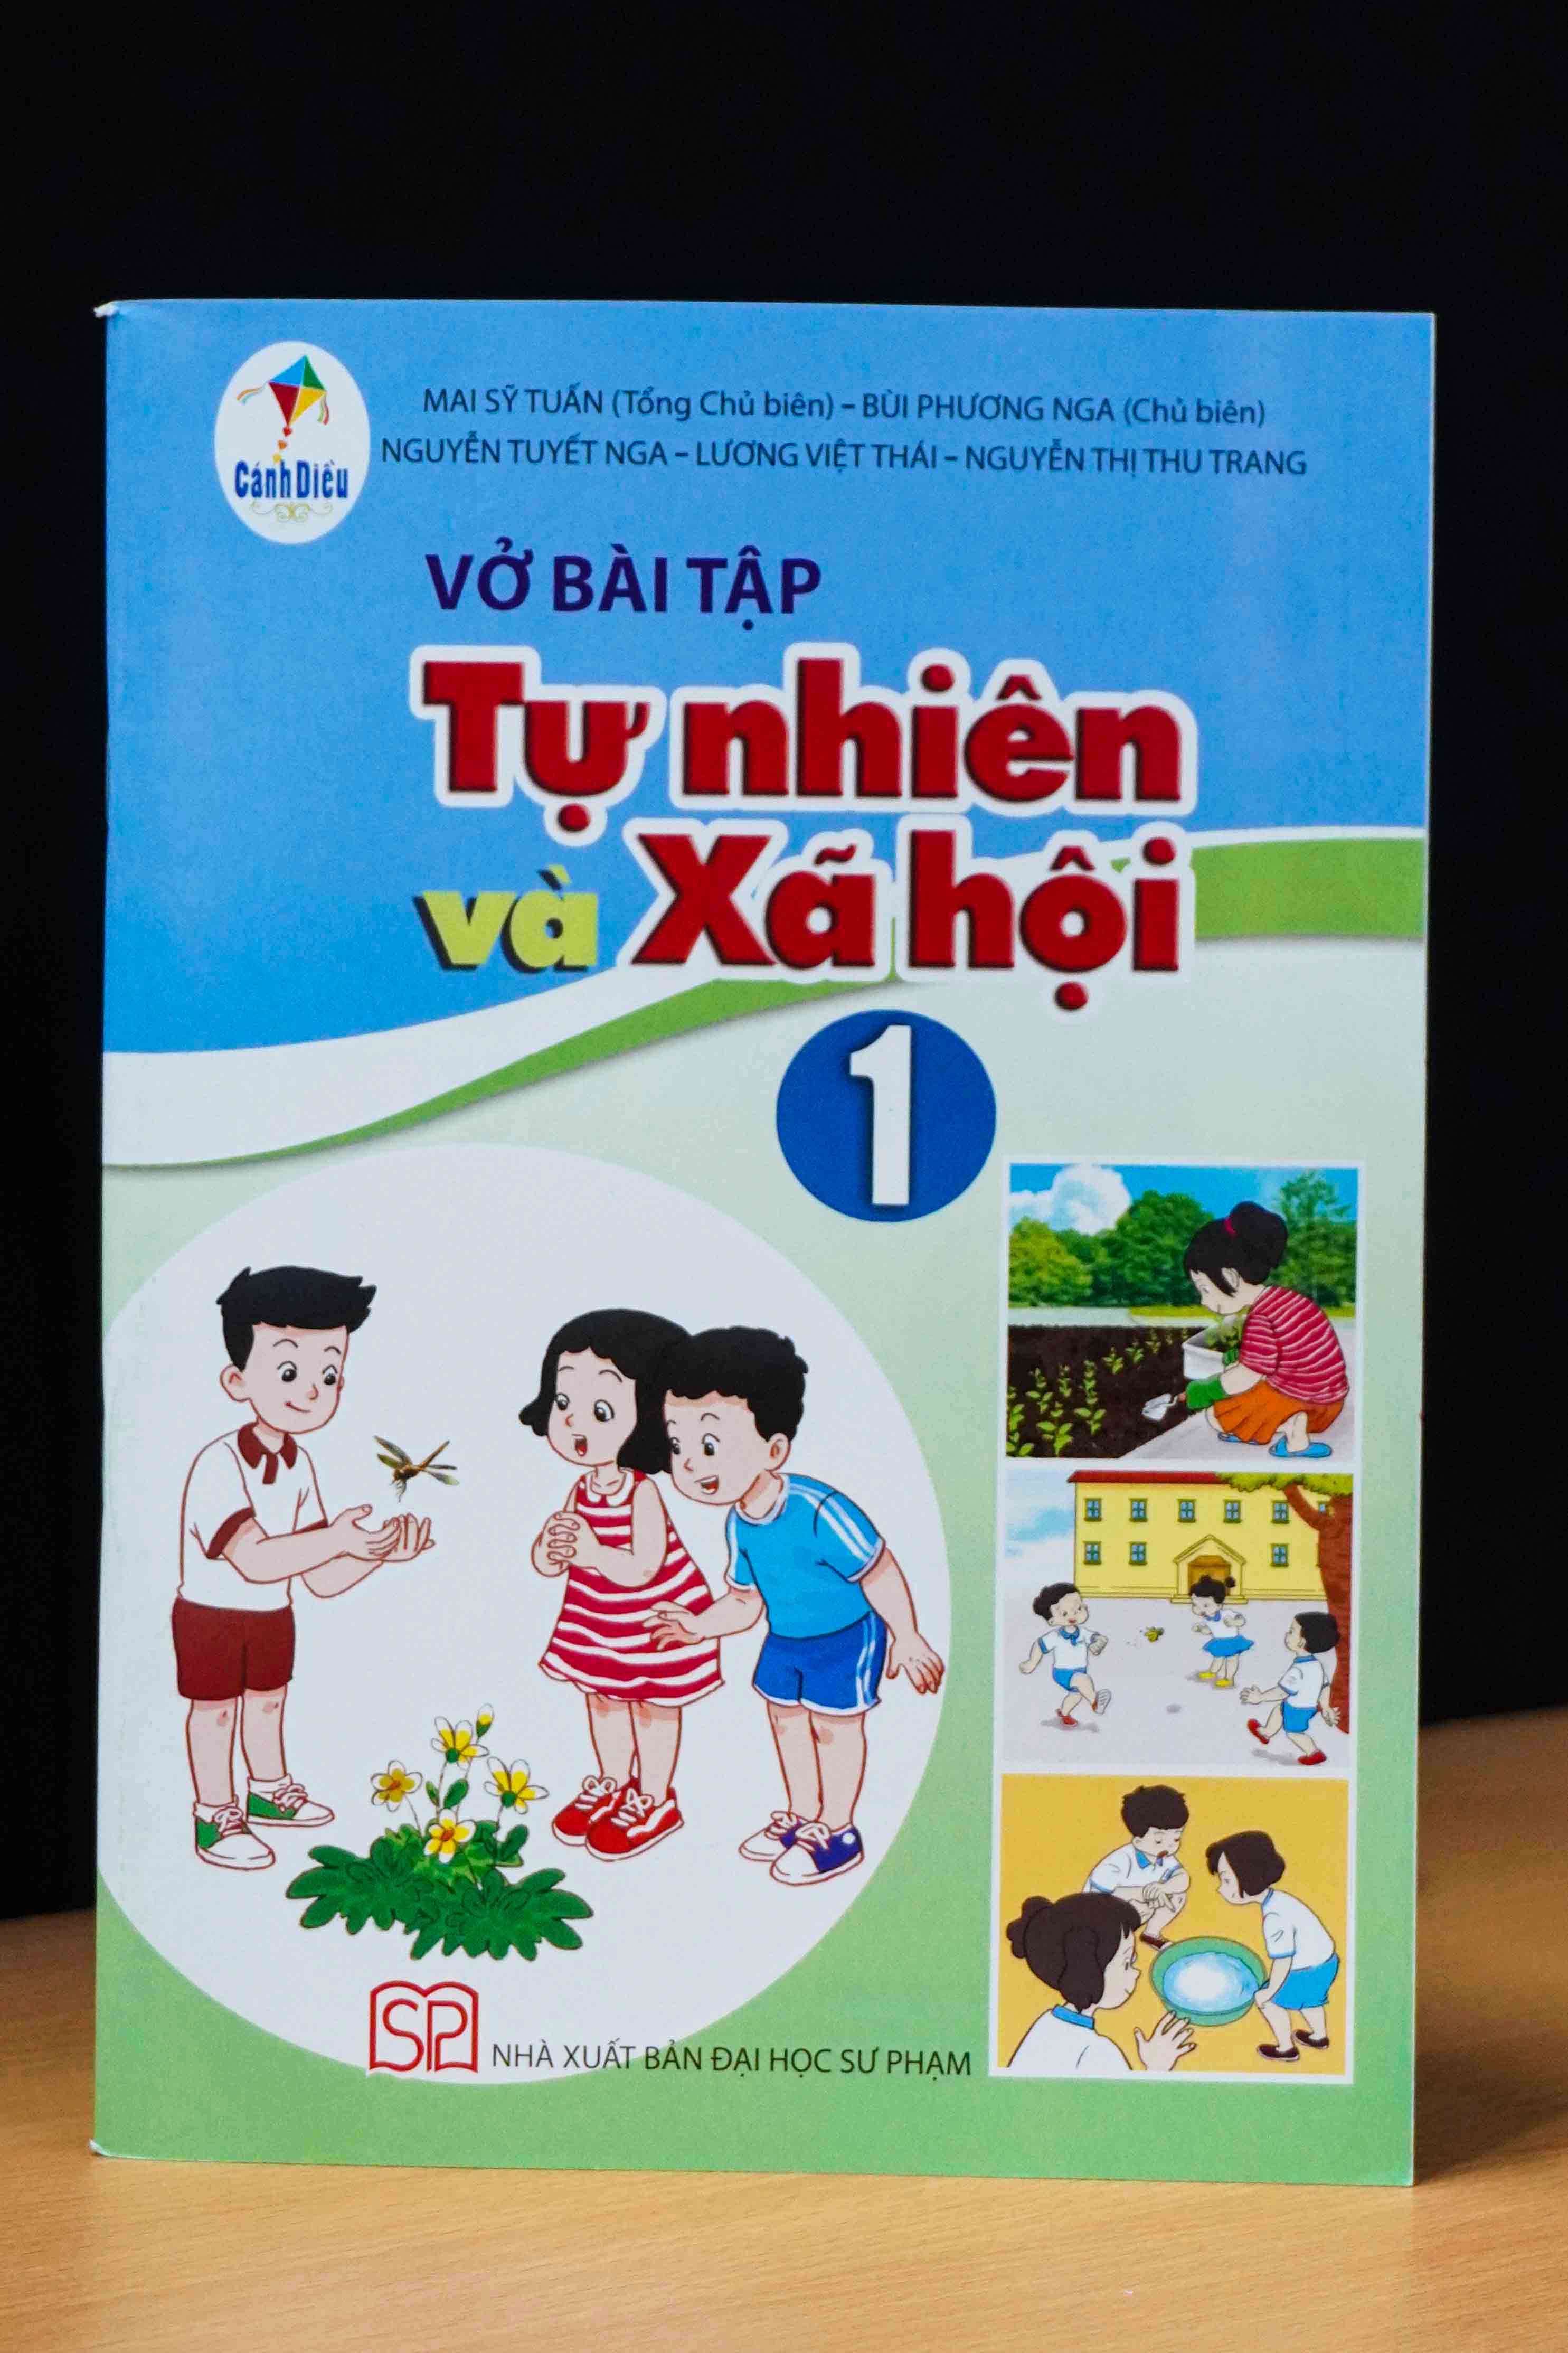 Cánh Diều
MAI SỸ TUẤN (Tổng Chủ biên) – BÙI PHƯƠNG NGA (Chủ biên)
NGUYỄN TUYẾT NGA – LƯƠNG VIỆT THÁI – NGUYỄN THỊ THU TRANG
VỞ BÀI TẬP
Tự nhiên
và Xã hội
1
SP NHÀ XUẤT BẢN ĐẠI HỌC SƯ PHẠM